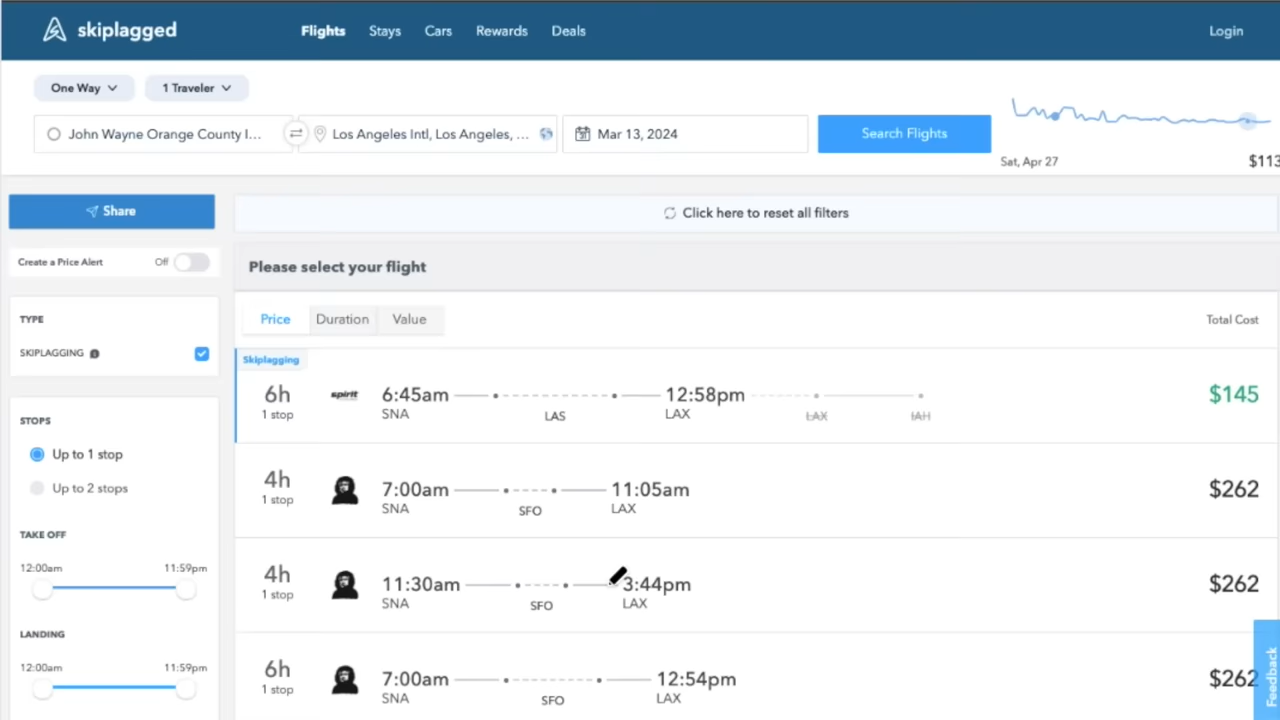 skiplagged
Flights Stays Cars Rewards Deals
Login
One Way
1 Traveler
John Wayne Orange County I...
Los Angeles Intl, Los Angeles, ...
Mar 13, 2024
Search Flights
Sat, Apr 27
$113
Share
Click here to reset all filters
Create a Price Alert
Off
Please select your flight
TYPE
SKIPLAGGING
Price
Duration
Value
Total Cost
STOPS
Up to 1 stop
Up to 2 stops
TAKE OFF
12:00am 11:59pm
LANDING
12:00am 11:59pm
Skiplagging
6h
1 stop
spirit
6:45am
SNA
LAS
12:58pm
LAX
LAX
IAH
$145
4h
1 stop
7:00am
SNA
SFO
11:05am
LAX
$262
4h
1 stop
11:30am
SNA
SFO
3:44pm
LAX
$262
6h
1 stop
7:00am
SNA
SFO
12:54pm
LAX
$262
Feedback